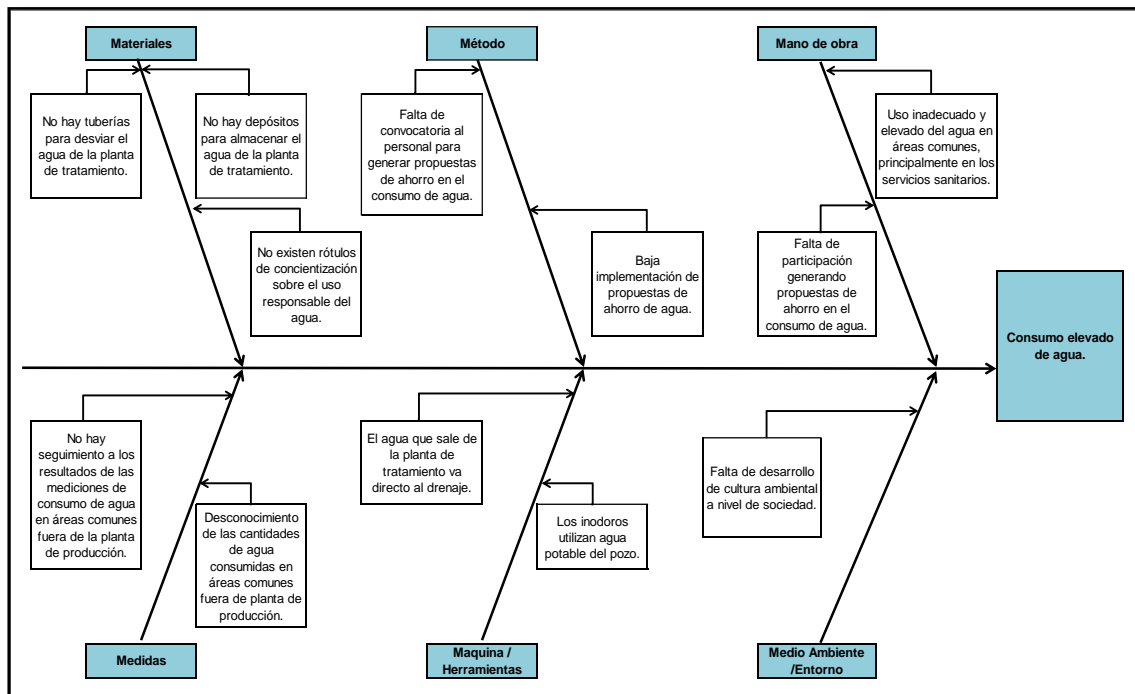 Materiales
Método
Mano de obra
No hay tuberías
para desviar el
agua de la planta
de tratamiento.
No hay depósitos
para almacenar el
agua de la planta
de tratamiento.
Falta de
convocatoria al
personal para
generar propuestas
de ahorro en el
consumo de agua.
Uso inadecuado y
elevado del agua en
áreas comunes,
principalmente en los
servicios sanitarios.
No existen rótulos
de concientización
sobre el uso
responsable del
agua.
Baja
implementación de
propuestas de
ahorro de agua.
Falta de
participación
generando
propuestas de
ahorro en el
consumo de agua.
Consumo elevado
de agua.
No hay
seguimiento a los
resultados de las
mediciones de
consumo de agua
en áreas comunes
fuera de la planta
de producción.
Desconocimiento
de las cantidades
de agua
consumidas en
áreas comunes
fuera de planta de
producción.
El agua que sale de
la planta de
tratamiento va
directo al drenaje.
Los inodoros
utilizan agua
potable del pozo.
Falta de desarrollo
de cultura ambiental
a nivel de sociedad.
Medidas
Maquina /
Herramientas
Medio Ambiente
/Entorno